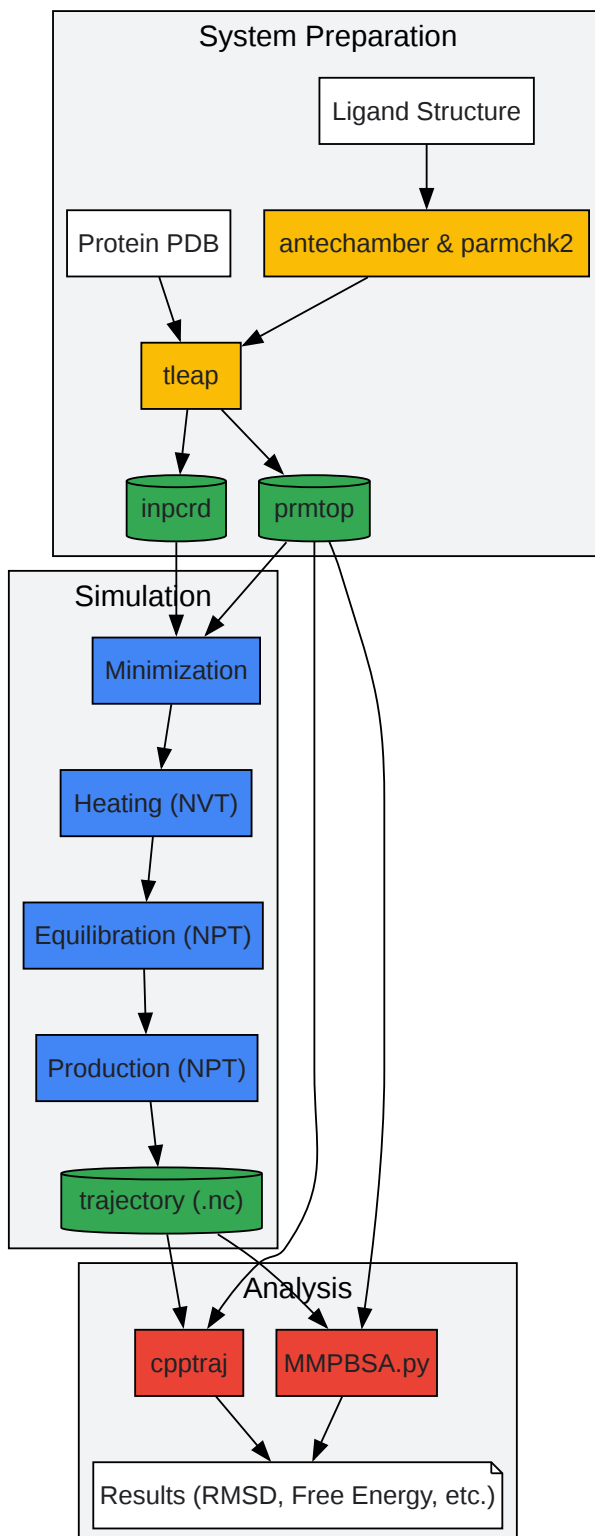 System Preparation
Ligand Structure
Protein PDB
antechamber & parmchk2
tleap
inpcrd
prmtop
Simulation
Minimization
Heating (NVT)
Equilibration (NPT)
Production (NPT)
trajectory (.nc)
Analysis
cpptraj
MMPBSA.py
Results (RMSD, Free Energy, etc.)